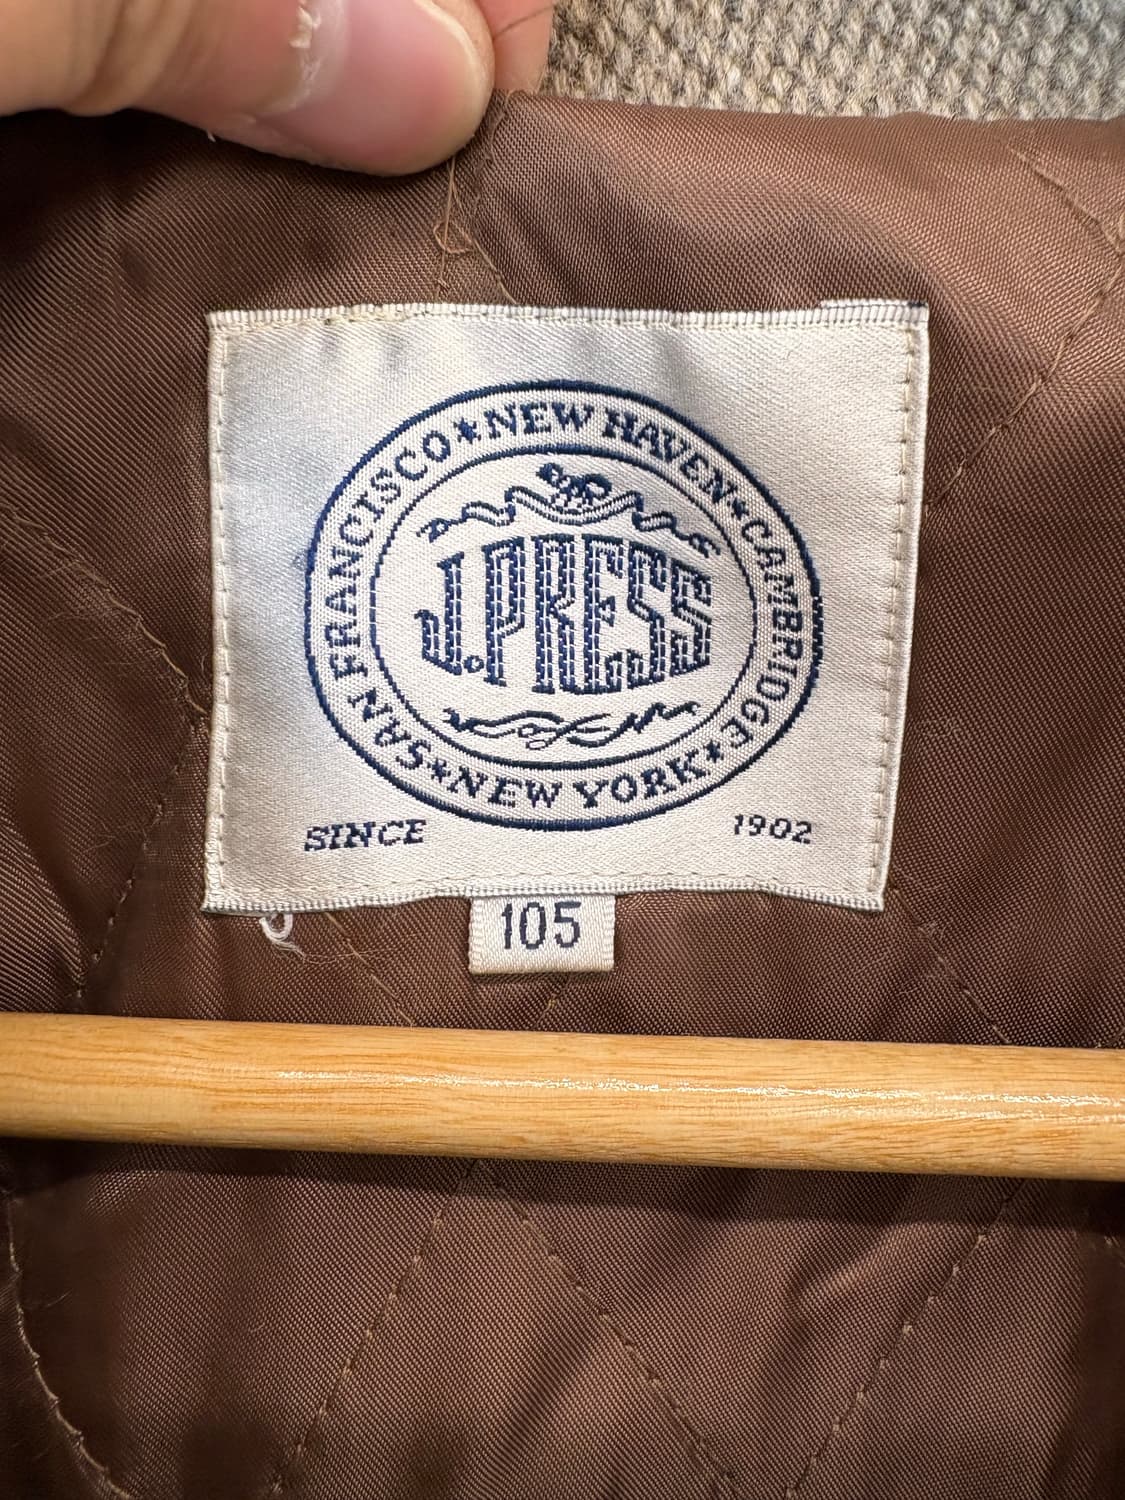 SAN FRANCISCO★NEW HAVEN★CAMBRIDGE★NEW YORK★
J.PRESS
SINCE 1902
105